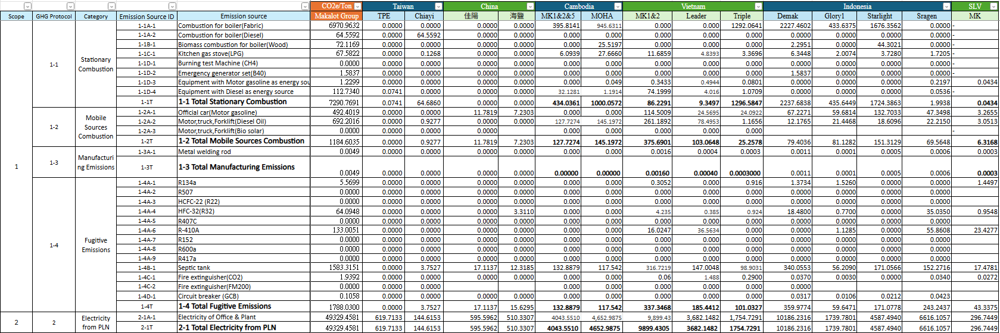 CO2e/Ton Taiwan China Cambodia Vietnam Indonesia SLV
Scope GHG Protocol Category Emission Source ID Emission source Makalot Group TPE Chiayi 佳陽 海鹽 MK1&2&5 MOHA MK1&2 Leader Triple Demak Glory1 Starlight Sragen MK
1-1A-1 Combustion for boiler(Fabric) 6970.9632 0.0000 0.0000 0.0000 0.0000 395.8141 945.6311 0.000 0.000 1292.0641 2227.4602 433.6375 1676.3562 0.0000 -
1-1A-2 Combustion for boiler(Diesel) 64.5592 0.0000 64.5592 0.0000 0.0000 0.000 0.000 0.000 0.000 0.000 0.0000 0.0000 0.0000 0.0000 -
1-1B-1 Biomass combustion for boiler(Wood) 72.1169 0.0000 0.0000 0.0000 0.0000 0.000 25.5197 0.000 0.000 0.000 2.2951 0.0000 44.3021 0.0000 -
1-1C-1 Kitchen gas stove(LPG) 67.5822 0.0000 0.1268 0.0000 0.0000 6.0939 27.6660 11.6859 4.8393 3.3696 6.3448 2.0074 3.7280 1.7205 -
1-1 Stationary Combustion
1-1D-1 Burning test Machine (CH4) 0.0000 0.0000 0.0000 0.0000 0.0000 0.000 0.000 0.000 0.000 0.000 0.0000 0.0000 0.0000 0.0000 -
1-1D-2 Emergency generator set(B40) 1.5837 0.0000 0.0000 0.0000 0.0000 0.000 0.000 0.000 0.000 0.000 1.5837 0.0000 0.0000 0.0000 -
1-1D-3 Equipment with Motor gasoline as energy sou 1.2299 0.0000 0.0000 0.0000 0.0000 0.000 0.049 0.3433 0.4944 0.0801 0.0000 0.0000 0.0000 0.2197 0.0434
1-1D-4 Equipment with Diesel as energy source 112.7340 0.0741 0.0000 0.0000 0.0000 32.1281 1.1914 74.1999 4.016 1.0709 0.0000 0.0000 0.0000 0.0536 -
1-1T 1-1 Total Stationary Combustion 7290.7691 0.0741 64.6860 0.0000 0.0000 434.0361 1000.0572 86.2291 9.3497 1296.5847 2237.6838 435.6449 1724.3863 1.9938 0.0434
1-2A-1 Official car(Motor gasoline) 492.4019 0.0000 0.0000 11.7819 7.2303 0.000 0.000 114.5009 24.5695 24.0922 67.2271 59.6814 132.7033 47.3498 3.2655
1-2A-2 Motor,truck,Forklift(Diesel Oil) 692.2016 0.0000 0.9277 0.0000 0.0000 127.7274 145.1972 261.1892 78.4953 1.1656 12.1765 21.4468 18.6096 22.2150 3.0513
1-2 Mobile Sources Combustion
1-2A-3 Motor,truck,Forklift(Bio solar) 0.0000 0.0000 0.0000 0.0000 0.000 0.000 0.000 0.000 0.000 -
1-2T 1-2 Total Mobile Sources Combustion 1184.6035 0.0000 0.9277 11.7819 7.2303 127.7274 145.1972 375.6901 103.0648 25.2578 79.4036 81.1282 151.3129 69.5648 6.3168
1 1-3 Manufacturi ng Emissions
1-3A-1 Metal welding rod 0.0049 0.0000 0.0000 0.0000 0.0000 0.000 0.000 0.0016 0.0004 0.0003 0.0011 0.0001 0.0005 0.0006 0.0003
1-3T 1-3 Total Manufacturing Emissions 0.0049 0.0000 0.0000 0.0000 0.0000 0.00000 0.00000 0.00160 0.00040 0.0003000 0.0011 0.0001 0.0005 0.0006 0.0003
1-4A-1 R134a 5.5699 0.0000 0.0000 0.0000 0.0000 0.000 0.000 0.3052 0.000 0.916 1.3734 1.5260 0.0000 0.0000 1.4497
1-4A-2 R507 0.0000 0.0000 0.0000 0.0000 0.0000 0.000 0.000 0.000 0.000 0.000 0.0000 0.0000 0.0000 0.0000
1-4A-3 HCFC-22 (R22) 0.0000 0.0000 0.0000 0.0000 0.0000 0.000 0.000 0.000 0.000 0.000 0.0000 0.0000 0.0000 0.0000
1-4A-4 HFC-32(R32) 64.0948 0.0000 0.0000 0.0000 3.3110 0.000 0.000 4.235 0.385 0.924 18.4800 0.7700 0.0000 35.0350 0.9548
1-4A-5 R407C 0.0000 0.0000 0.0000 0.0000 0.0000 0.000 0.000 0.000 0.000 0.000 0.0000 0.0000 0.0000 0.0000
1-4A-6 R-410A 133.0051 0.0000 0.0000 0.0000 0.0000 0.000 0.000 16.0247 36.5634 0.000 0.0000 1.1285 0.0000 55.8608 23.4277
1-4 Fugitive Emissions
1-4A-7 R152 0.0000 0.0000 0.0000 0.0000 0.0000 0.000 0.000 0.000 0.000 0.000 0.0000 0.0000 0.0000 0.0000
1-4A-8 R600a 0.0000 0.0000 0.0000 0.0000 0.0000 0.000 0.000 0.000 0.000 0.000 0.0000 0.0000 0.0000 0.0000
1-4A-9 R417a 0.0000 0.0000 0.0000 0.0000 0.0000 0.000 0.000 0.000 0.000 0.000 0.0000 0.0000 0.0000 0.0000
1-4B-1 Septic tank 1583.3151 0.0000 3.7527 17.1137 12.3185 132.8879 117.542 316.7219 147.0048 98.9031 340.0553 56.2090 171.0566 152.2716 17.4781
1-4C-1 Fire extinguisher(CO2) 1.9392 0.0000 0.0000 0.0000 0.0000 0.000 0.000 0.06 1.488 0.2900 0.0370 0.0030 0.0000 0.0340 0.0272
1-4C-2 Fire extinguisher(FM200) 0.0000 0.000 0.000 0.000 0.000 0.000 0.0000
1-4D-1 Circuit breaker (GCB) 0.1058 0.0000 0.0000 0.0000 0.0000 0.000 0.000 0.000 0.000 0.000 0.0317 0.0106 0.0212 0.0423
1-4T 1-4 Total Fugitive Emissions 1788.0300 0.0000 3.7527 17.1137 15.6295 132.8879 117.542 337.3468 185.4412 101.0327 359.9774 59.6471 171.0778 243.2437 43.3375
2 2 Electricity from PLN
2-1A-1 Electricity of Office & Plant 49329.4581 619.7133 144.6153 595.5962 510.3307 4043.5510 4,652.9875 9,899.43 3,682.1482 1,754.7291 10186.2316 1739.7801 4587.4940 6616.1057 296.7449
2-1T 2-1 Total Electricity from PLN 49329.4581 619.7133 144.6153 595.5962 510.3307 4043.5510 4652.9875 9899.4305 3682.1482 1754.7291 10186.2316 1739.7801 4587.4940 6616.1057 296.7449